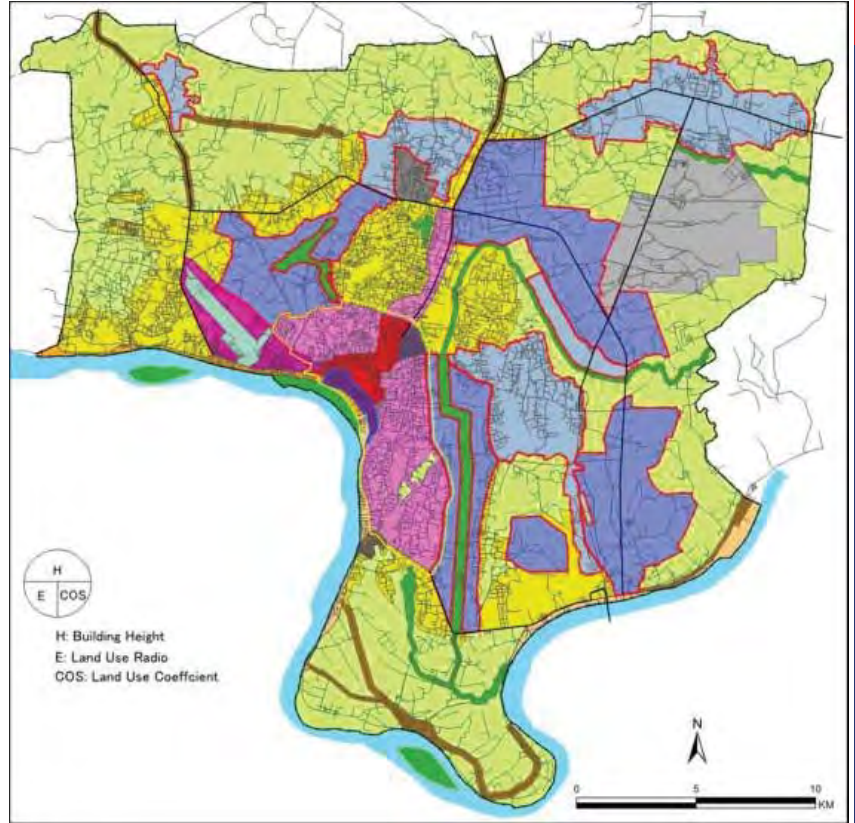 H
E COS
H: Building Height
E: Land Use Radio
COS: Land Use Coeffcient
N
0 5 10
KM